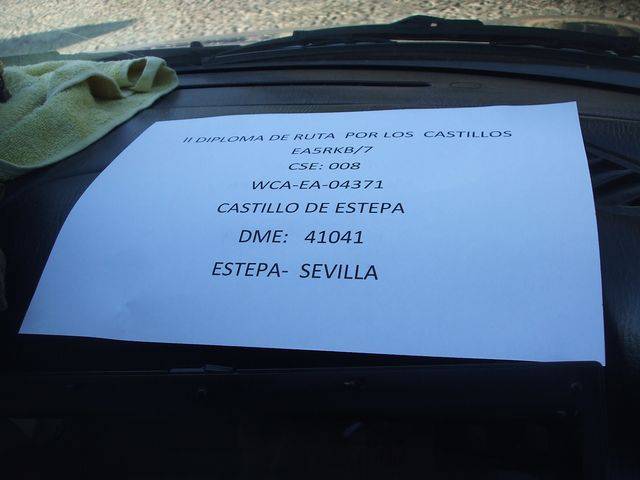 II DIPLOMA DE RUTA POR LOS CASTILLOS
EA5RKB/7
CSE: 008
WCA-EA-04371
CASTILLO DE ESTEPA
DME: 41041
ESTEPA- SEVILLA